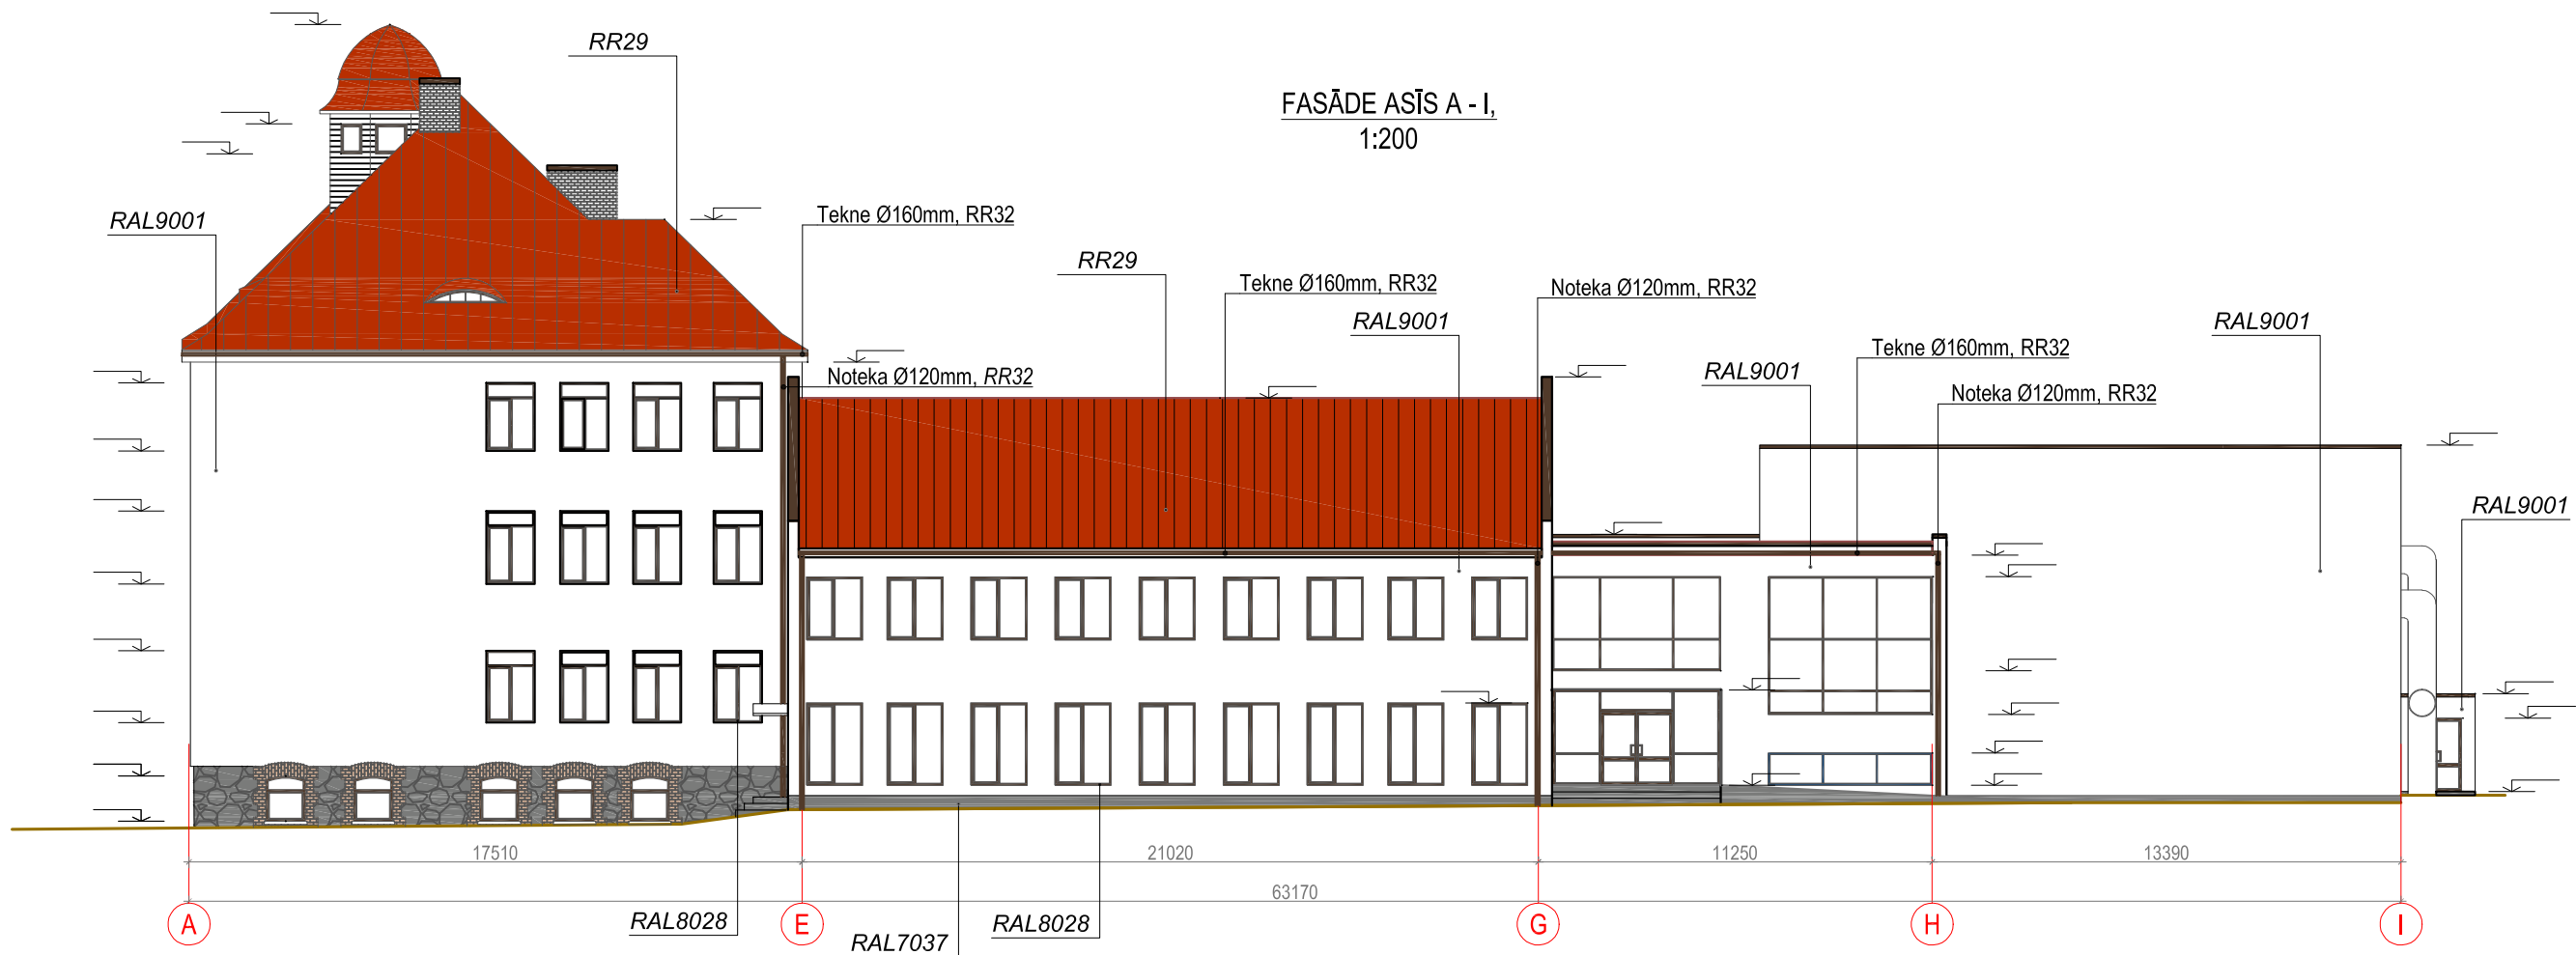 RR29
FASĀDE ASĪS A - I,
1:200
RAL9001
Tekne Ø160mm, RR32
RR29
Tekne Ø160mm, RR32
Noteka Ø120mm, RR32
RAL9001
RAL9001
Tekne Ø160mm, RR32
RAL9001
Noteka Ø120mm, RR32
Noteka Ø120mm, RR32
RAL9001
17510
21020
11250
13390
63170
A
E
G
H
I
RAL8028
RAL7037
RAL8028